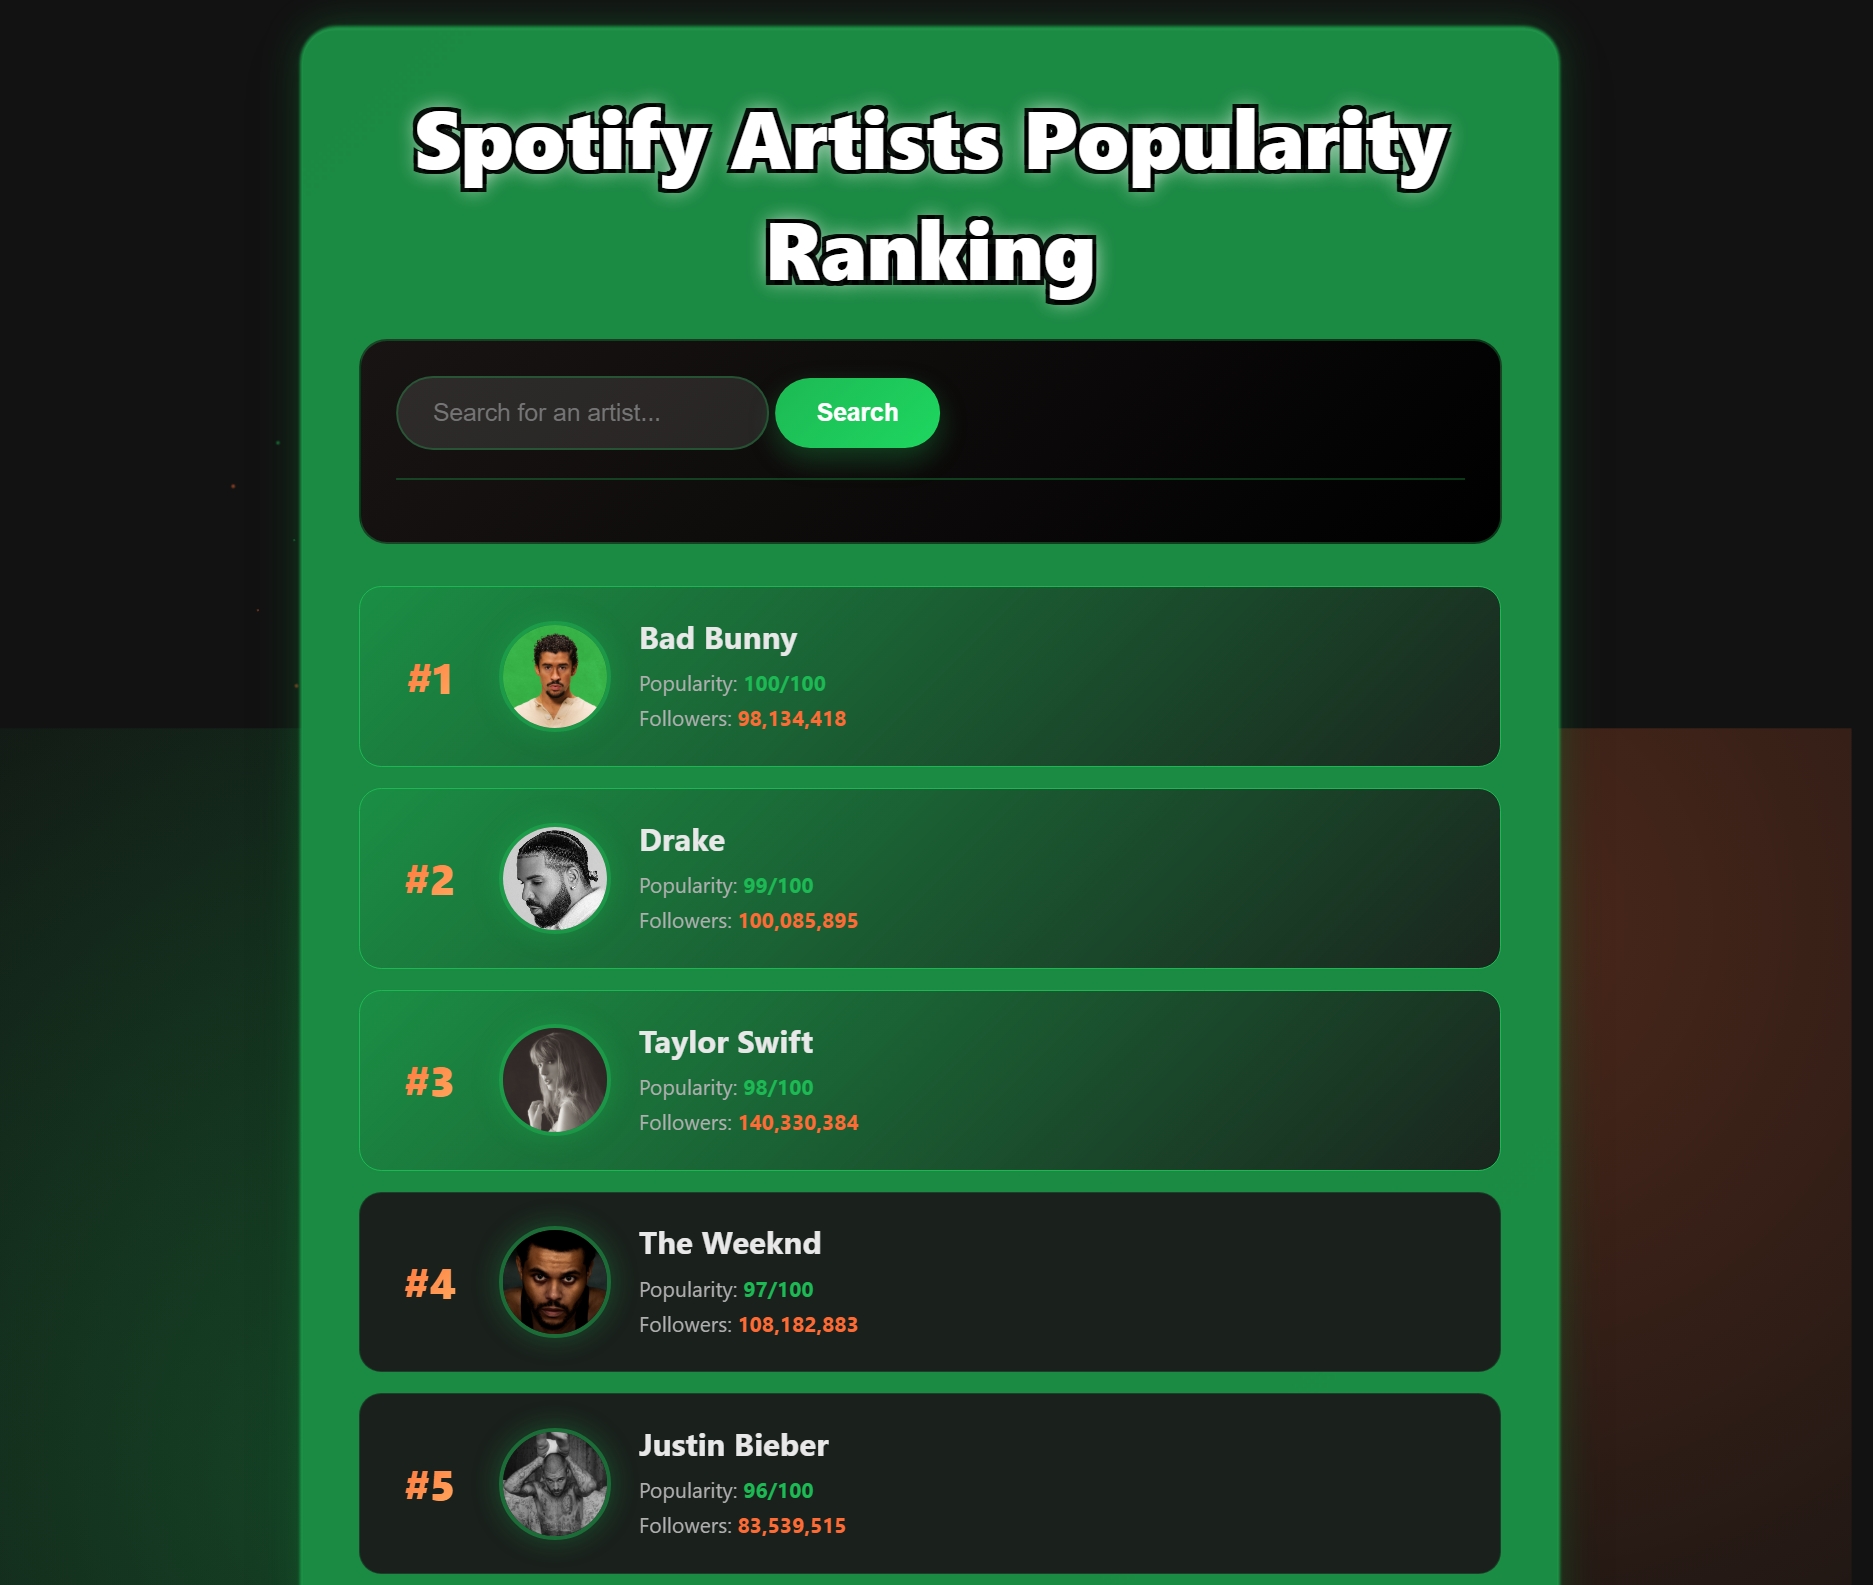 Spotify Artists Popularity
Ranking
Search for an artist...
Search
#1
Bad Bunny
Popularity: 100/100
Followers: 98,134,418
#2
Drake
Popularity: 99/100
Followers: 100,085,895
#3
Taylor Swift
Popularity: 98/100
Followers: 140,330,384
#4
The Weeknd
Popularity: 97/100
Followers: 108,182,883
#5
Justin Bieber
Popularity: 96/100
Followers: 83,539,515